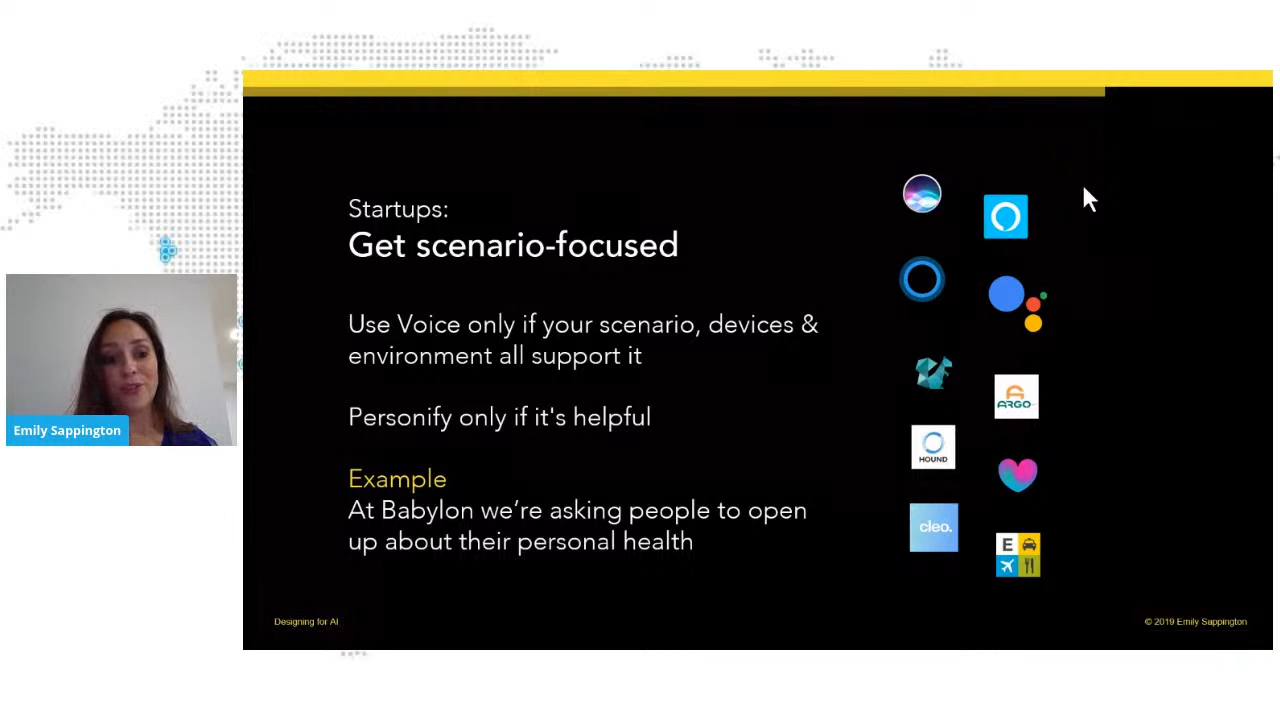 Startups:
Get scenario-focused
Use Voice only if your scenario, devices &
environment all support it
Personify only if it's helpful
Example
At Babylon we’re asking people to open
up about their personal health
ARGO
HOUND
cleo.
E
Emily Sappington
Designing for AI
© 2019 Emily Sappington